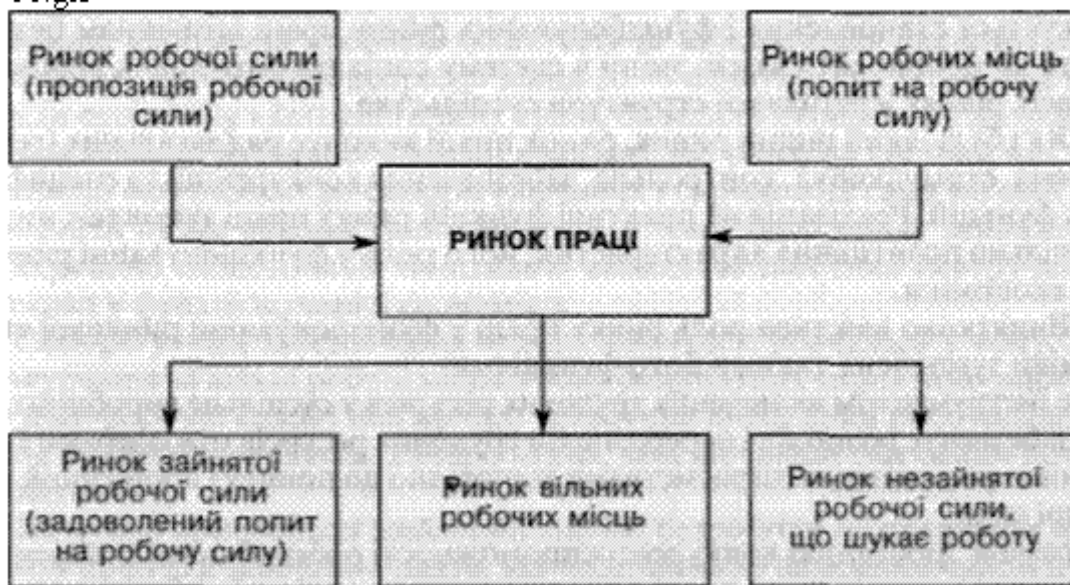 Ринок робочої сили
(пропозиція робочої
сили)
Ринок робочих місць
(попит на робочу
силу)
РИНОК ПРАЦІ
Ринок зайнятої
робочої сили
(задоволений попит
на робочу силу)
Ринок вільних
робочих місць
Ринок незайнятої
робочої сили,
що шукає роботу